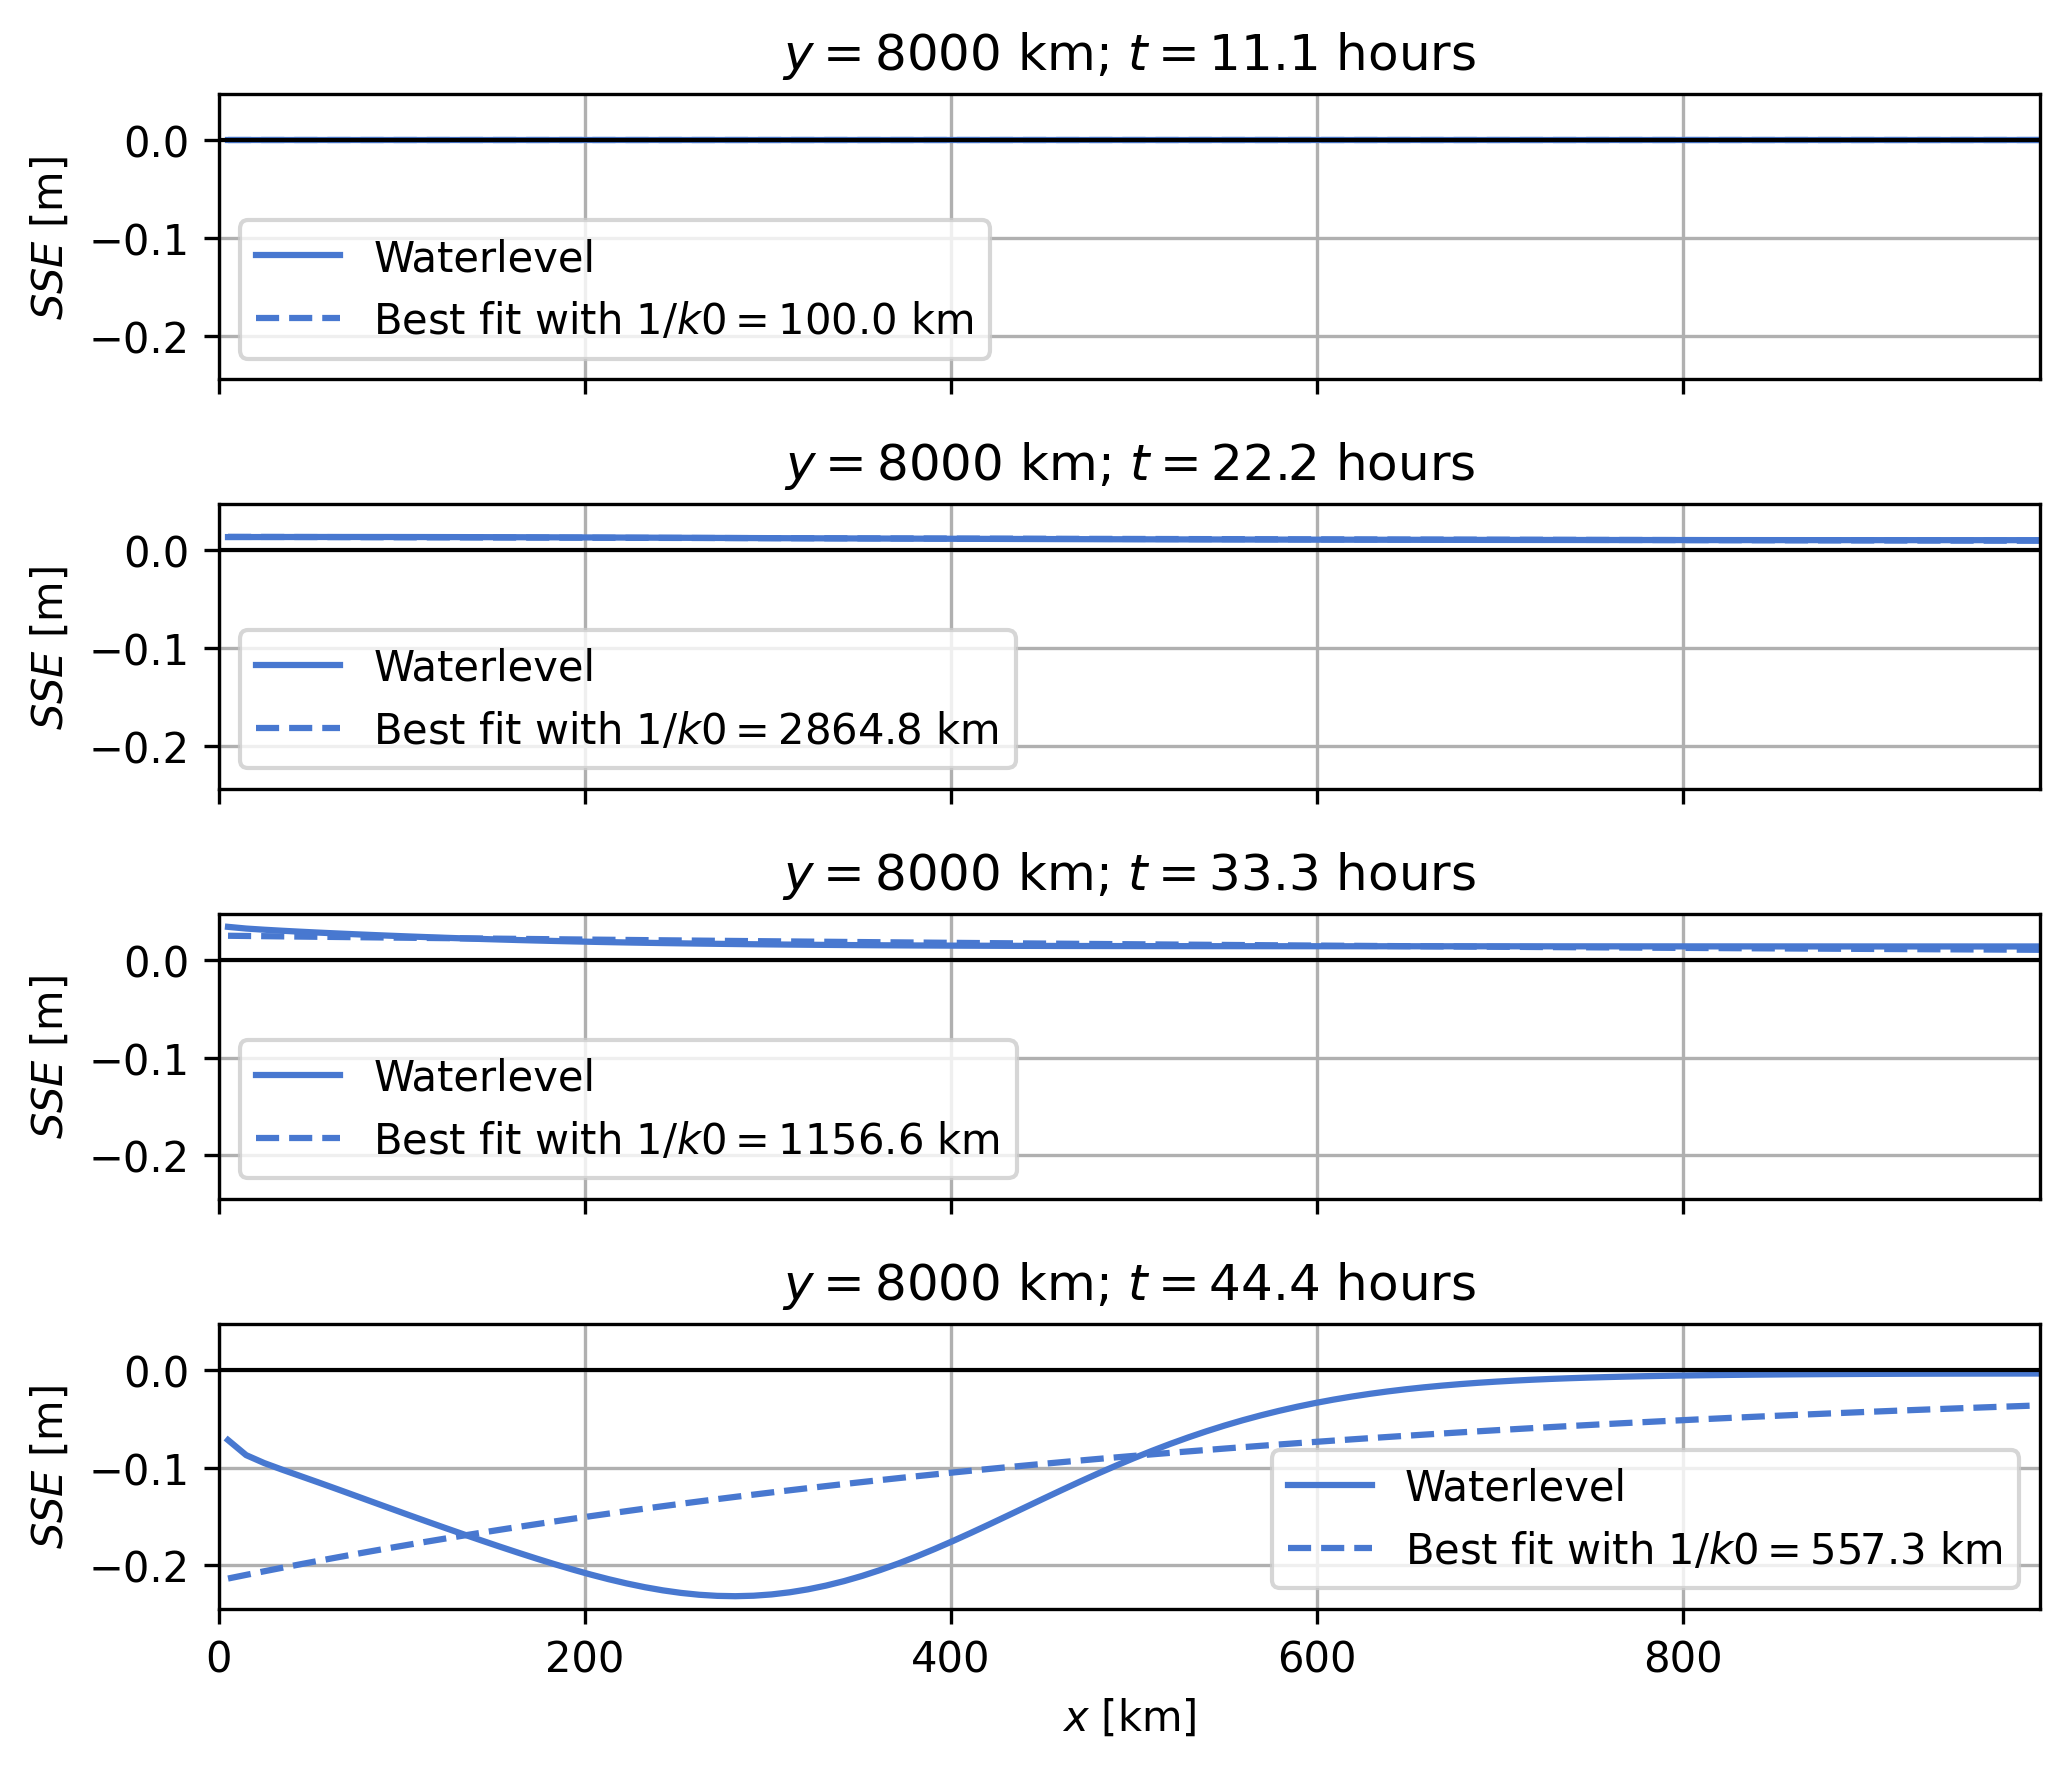 y = 8000 km; t = 11.1 hours
SSE [m]
0.0
−0.1
−0.2
Waterlevel
Best fit with 1/k0 = 100.0 km
y = 8000 km; t = 22.2 hours
SSE [m]
0.0
−0.1
−0.2
Waterlevel
Best fit with 1/k0 = 2864.8 km
y = 8000 km; t = 33.3 hours
SSE [m]
0.0
−0.1
−0.2
Waterlevel
Best fit with 1/k0 = 1156.6 km
y = 8000 km; t = 44.4 hours
SSE [m]
0.0
−0.1
−0.2
Waterlevel
Best fit with 1/k0 = 557.3 km
0 200 400 600 800
x [km]